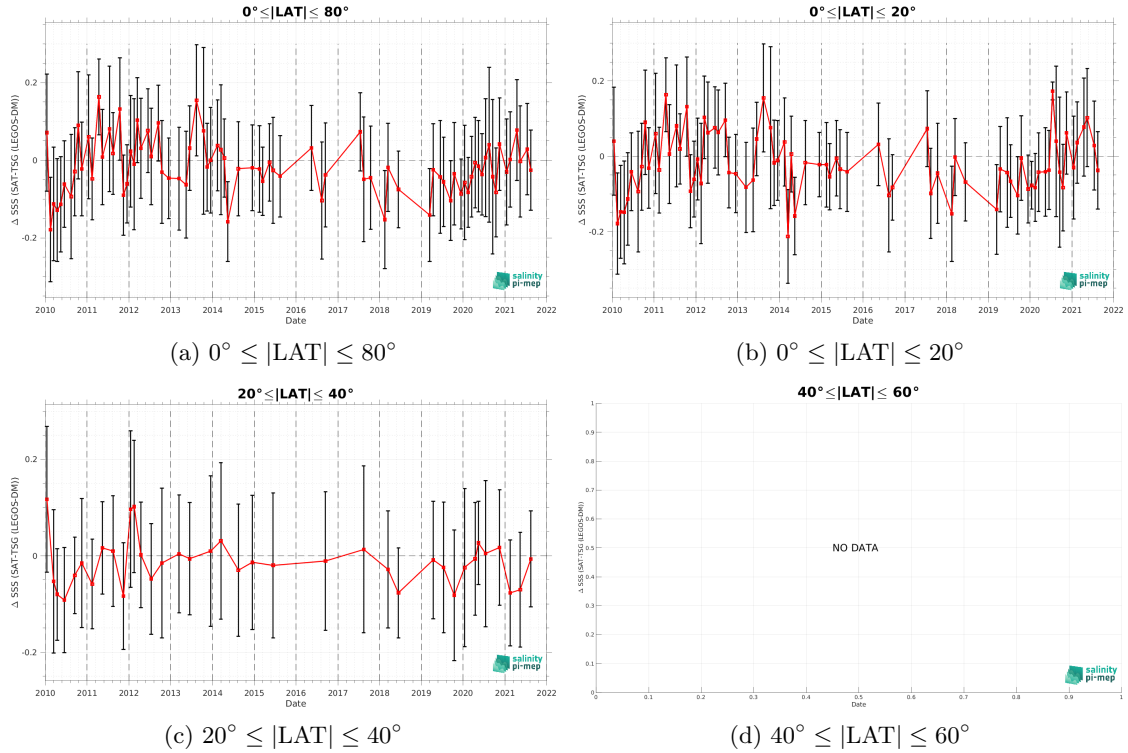 0°≤|LAT|≤ 80°
Δ SSS (SAT-TSG (LEGOS-DM))
0.2
0
-0.2
2010 2011 2012 2013 2014 2015 2016 2017 2018 2019 2020 2021 2022
Date
salinity
pi-mep
(a) 0° ≤ |LAT| ≤ 80°
0°≤|LAT|≤ 20°
Δ SSS (SAT-TSG (LEGOS-DM))
0.2
0
-0.2
2010 2011 2012 2013 2014 2015 2016 2017 2018 2019 2020 2021 2022
Date
salinity
pi-mep
(b) 0° ≤ |LAT| ≤ 20°
20°≤|LAT|≤ 40°
Δ SSS (SAT-TSG (LEGOS-DM))
0.2
0
-0.2
2010 2011 2012 2013 2014 2015 2016 2017 2018 2019 2020 2021 2022
Date
salinity
pi-mep
(c) 20° ≤ |LAT| ≤ 40°
40°≤|LAT|≤ 60°
Δ SSS (SAT-TSG (LEGOS-DM))
1
0.9
0.8
0.7
0.6
0.5
0.4
0.3
0.2
0.1
0
NO DATA
0 0.1 0.2 0.3 0.4 0.5 0.6 0.7 0.8 0.9 1
Date
salinity
pi-mep
(d) 40° ≤ |LAT| ≤ 60°